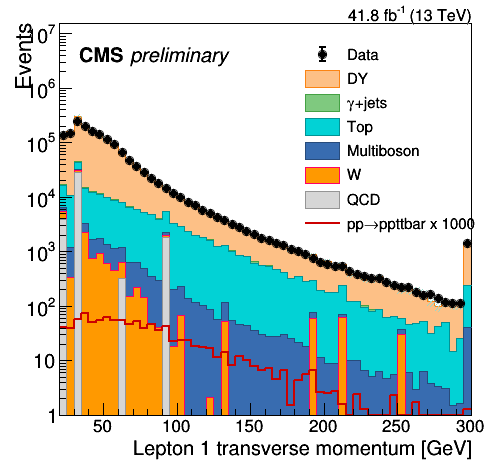 41.8 fb⁻¹ (13 TeV)
Events
CMS preliminary
Data
DY
γ+jets
Top
Multiboson
W
QCD
pp→ppttbar x 1000
10⁷
10⁶
10⁵
10⁴
10³
10²
10
1
50 100 150 200 250 300
Lepton 1 transverse momentum [GeV]